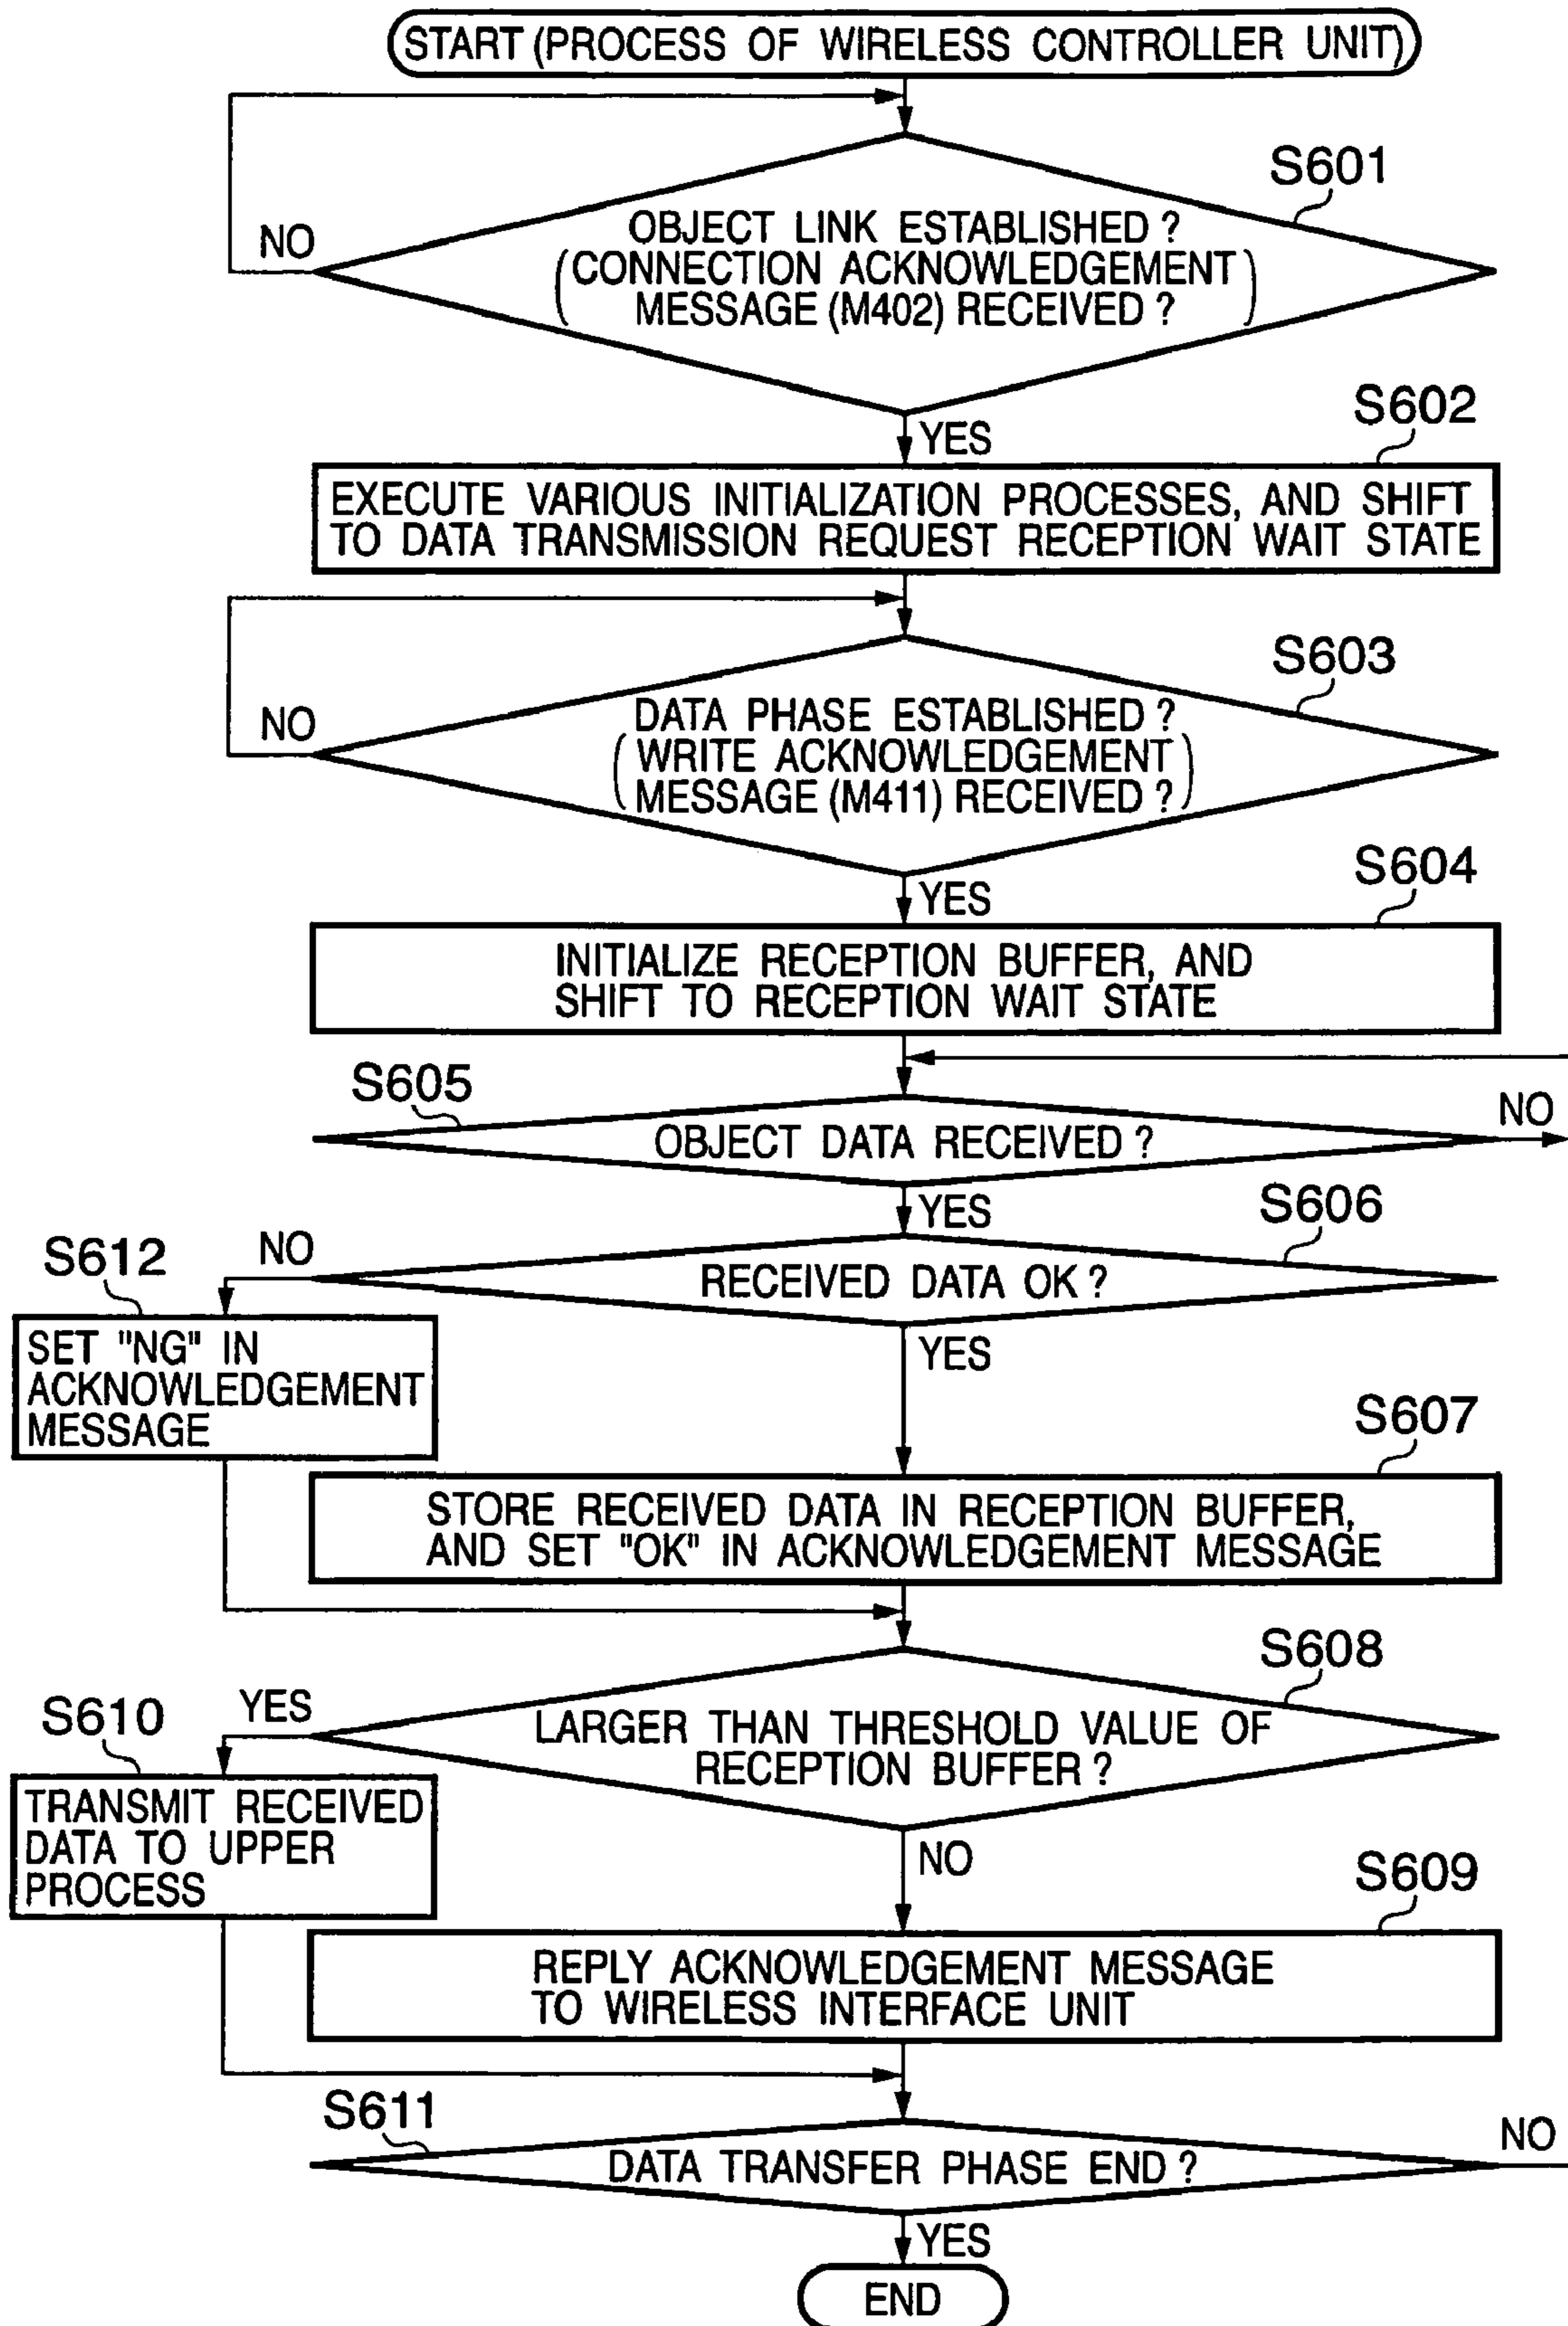 START (PROCESS OF WIRELESS CONTROLLER UNIT)
S601
NO
OBJECT LINK ESTABLISHED ?
(CONNECTION ACKNOWLEDGEMENT
MESSAGE (M402) RECEIVED ?)
YES
S602
EXECUTE VARIOUS INITIALIZATION PROCESSES, AND SHIFT
TO DATA TRANSMISSION REQUEST RECEPTION WAIT STATE
S603
NO
DATA PHASE ESTABLISHED ?
(WRITE ACKNOWLEDGEMENT
MESSAGE (M411) RECEIVED ?)
YES
S604
INITIALIZE RECEPTION BUFFER, AND
SHIFT TO RECEPTION WAIT STATE
S605
NO
OBJECT DATA RECEIVED ?
YES
S606
S612
NO
RECEIVED DATA OK ?
YES
SET "NG" IN
ACKNOWLEDGEMENT
MESSAGE
S607
STORE RECEIVED DATA IN RECEPTION BUFFER,
AND SET "OK" IN ACKNOWLEDGEMENT MESSAGE
S608
S610
YES
LARGER THAN THRESHOLD VALUE OF
RECEPTION BUFFER ?
TRANSMIT RECEIVED
DATA TO UPPER
PROCESS
NO
S609
REPLY ACKNOWLEDGEMENT MESSAGE
TO WIRELESS INTERFACE UNIT
S611
NO
DATA TRANSFER PHASE END ?
YES
END